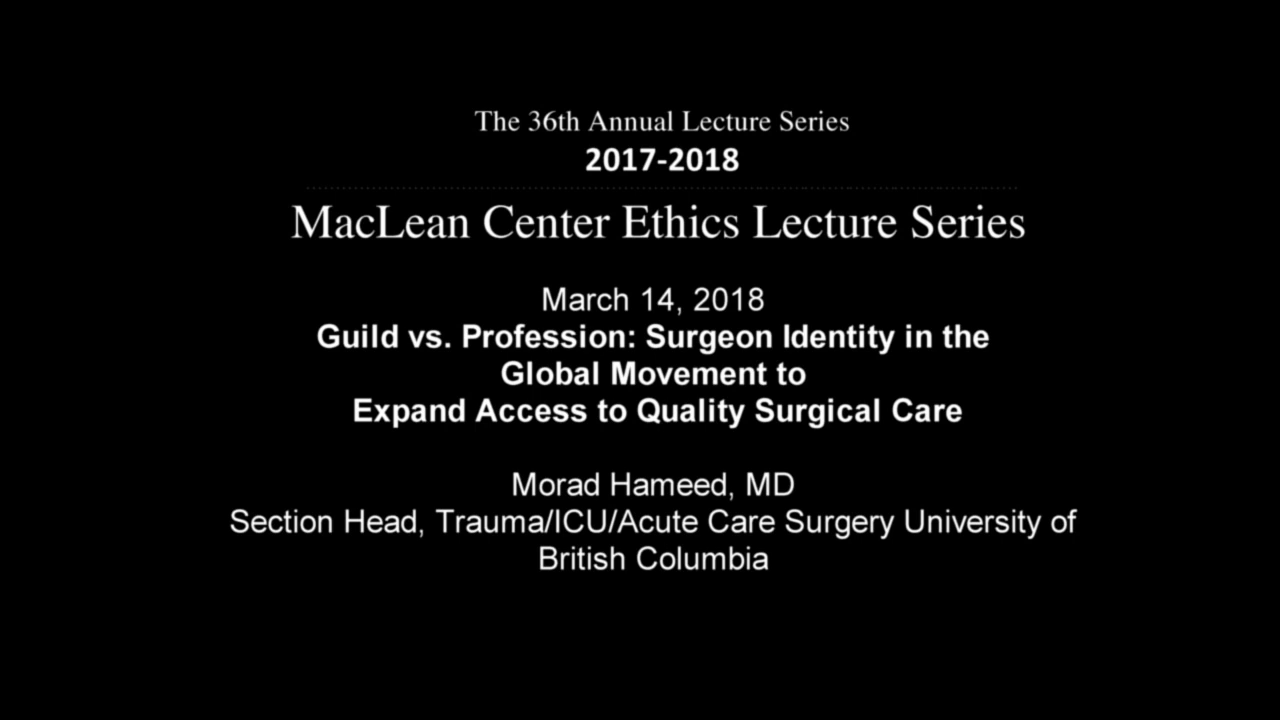 The 36th Annual Lecture Series
2017-2018
MacLean Center Ethics Lecture Series
March 14, 2018
Guild vs. Profession: Surgeon Identity in the
Global Movement to
Expand Access to Quality Surgical Care
Morad Hameed, MD
Section Head, Trauma/ICU/Acute Care Surgery University of
British Columbia